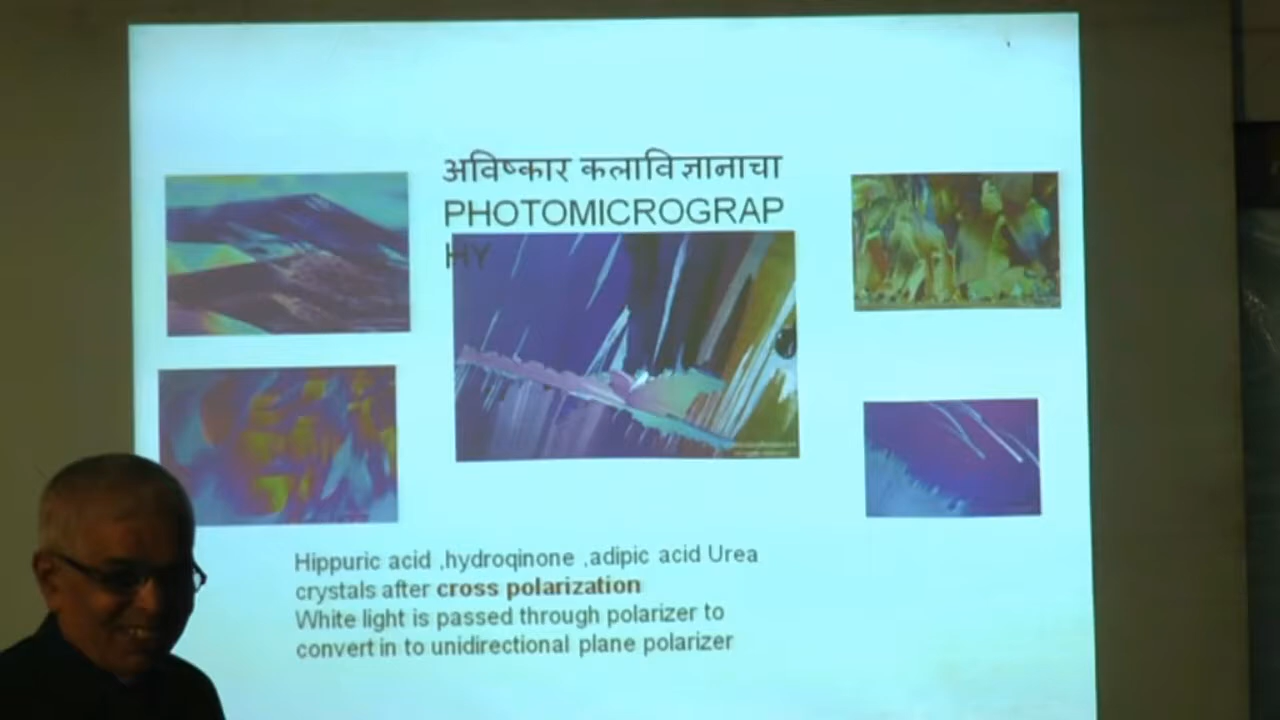 अविष्कार कलाविज्ञानाचा
PHOTOMICROGRAP
HY
Hippuric acid ,hydroqinone ,adipic acid Urea
crystals after cross polarization
White light is passed through polarizer to
convert in to unidirectional plane polarizer